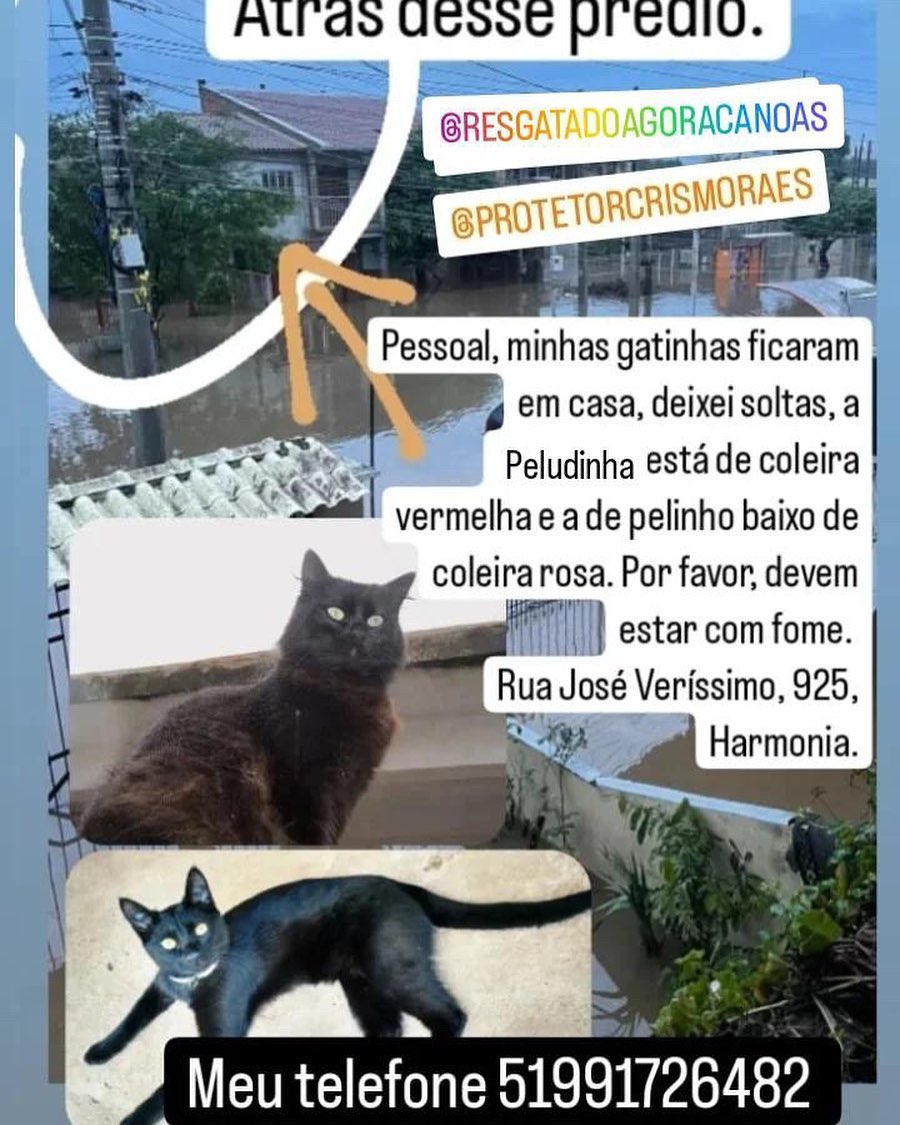 Atrás desse prédio.
@RESGATADOAGORACANOAS
@PROTETORCRISMORAES
Pessoal, minhas gatinhas ficaram
em casa, deixei soltas, a
Peludinha está de coleira
vermelha e a de pelinho baixo de
coleira rosa. Por favor, devem
estar com fome.
Rua José Veríssimo, 925,
Harmonia.
Meu telefone 51991726482